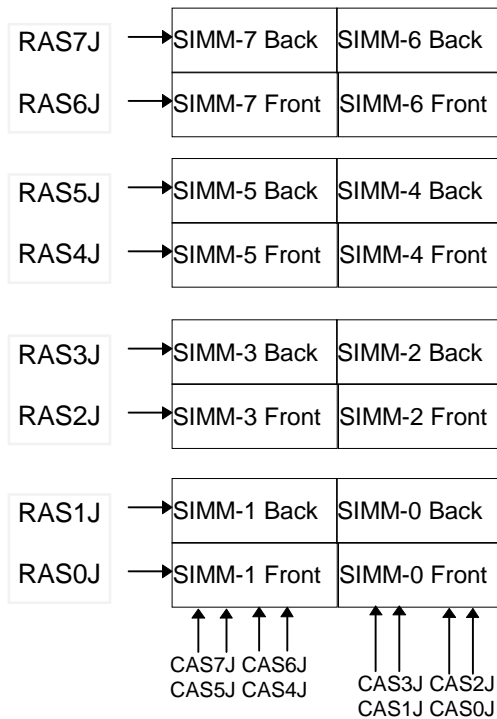 RAS7J SIMM-7 Back SIMM-6 Back
RAS6J SIMM-7 Front SIMM-6 Front
RAS5J SIMM-5 Back SIMM-4 Back
RAS4J SIMM-5 Front SIMM-4 Front
RAS3J SIMM-3 Back SIMM-2 Back
RAS2J SIMM-3 Front SIMM-2 Front
RAS1J SIMM-1 Back SIMM-0 Back
RAS0J SIMM-1 Front SIMM-0 Front
CAS7J CAS6J
CAS5J CAS4J
CAS3J CAS2J
CAS1J CAS0J